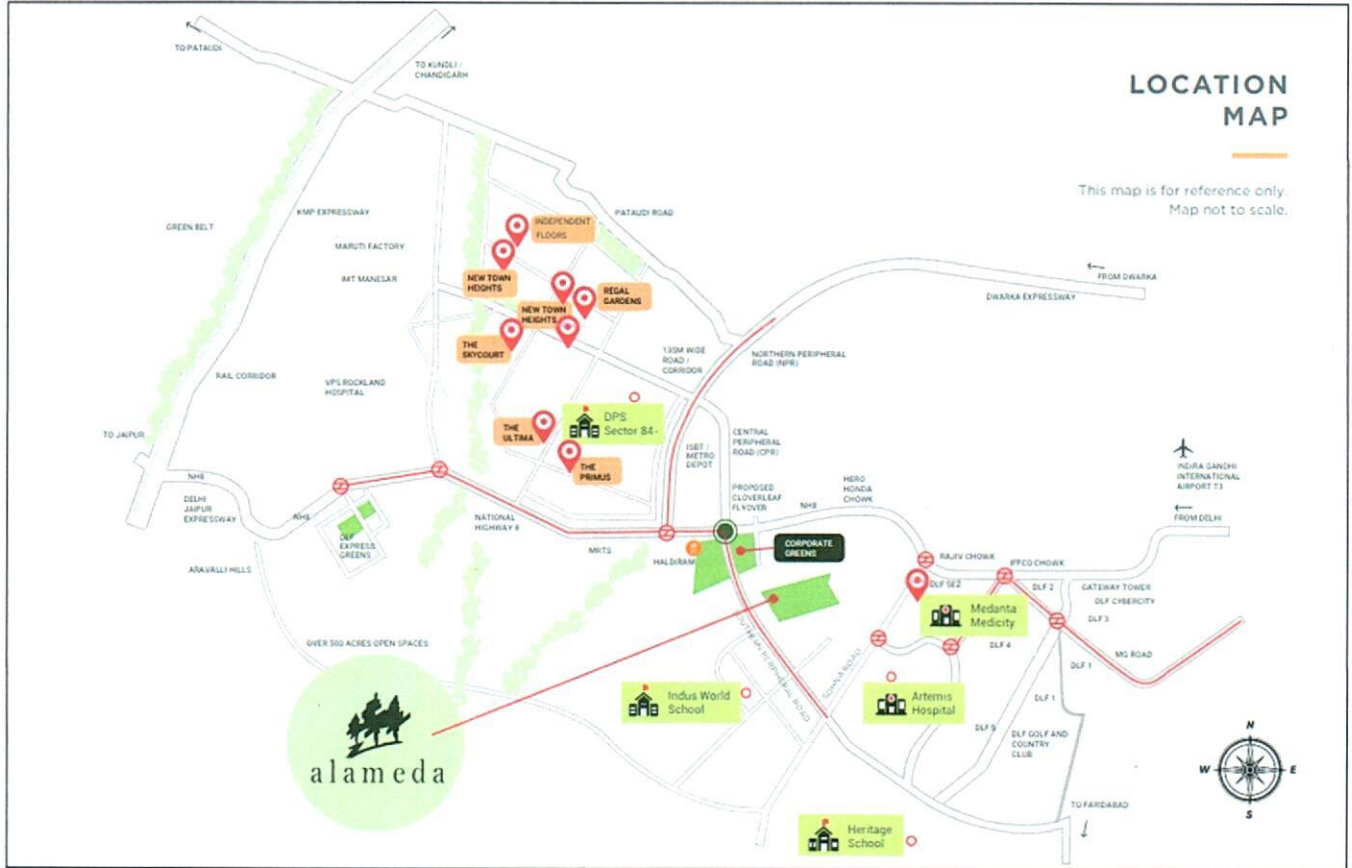 LOCATION
MAP
This map is for reference only.
Map not to scale.
TO PATAUDI
TO KUNDLI /
CHANDIGARH
GREEN BELT
KMP EXPRESSWAY
MARUTI FACTORY
IMT MANESAR
PATAUDI ROAD
INDEPENDENT
FLOORS
NEW TOWN
HEIGHTS
REGAL
GARDENS
NEW TOWN
HEIGHTS
THE
SKYCOURT
FROM DWARKA
DWARKA EXPRESSWAY
135M WIDE
ROAD /
CORRIDOR
NORTHERN PERIPHERAL
ROAD (NPR)
RAIL CORRIDOR
VPS ROCKLAND
HOSPITAL
DPS
Sector 84-
THE
ULTIMA
THE
PRIMUS
TO JAIPUR
ISBT /
METRO
DEPOT
CENTRAL
PERIPHERAL
ROAD (CPR)
PROPOSED
CLOVERLEAF
FLYOVER
HERO
HONDA
CHOWK
INDIRA GANDHI
INTERNATIONAL
AIRPORT T3
FROM DELHI
NH8
DELHI
JAIPUR
EXPRESSWAY
NH8
NATIONAL
HIGHWAY 8
NH8
DLF
EXPRESS
GREENS
MRTS
HALDIRAM
CORPORATE
GREENS
RAJIV CHOWK
IFFCO CHOWK
ARAVALLI HILLS
DLF SEZ
DLF 2
GATEWAY TOWER
DLF CYBERCITY
DLF 3
Medanta
Medicity
DLF 4
MG ROAD
DLF 1
OVER 500 ACRES OPEN SPACES
SOUTHERN PERIPHERAL ROAD
SOHNA ROAD
Indus World
School
Artemis
Hospital
DLF 1
DLF 5
DLF GOLF AND
COUNTRY
CLUB
alameda
N
W
E
S
TO FARIDABAD
Heritage
School